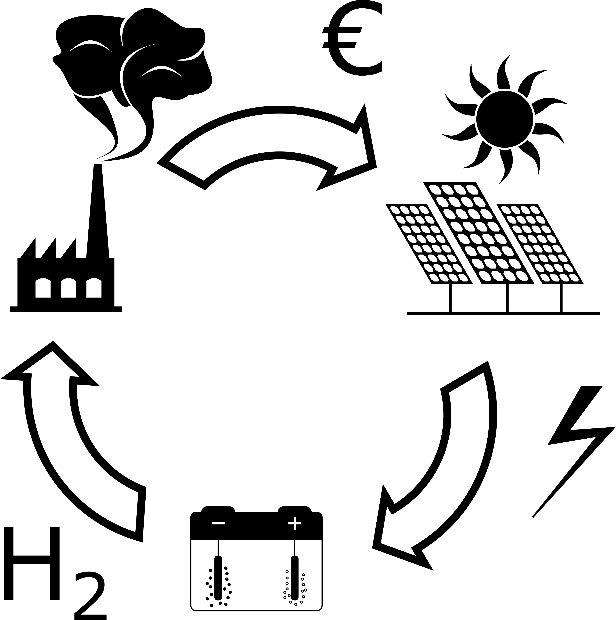 €
− +
H₂